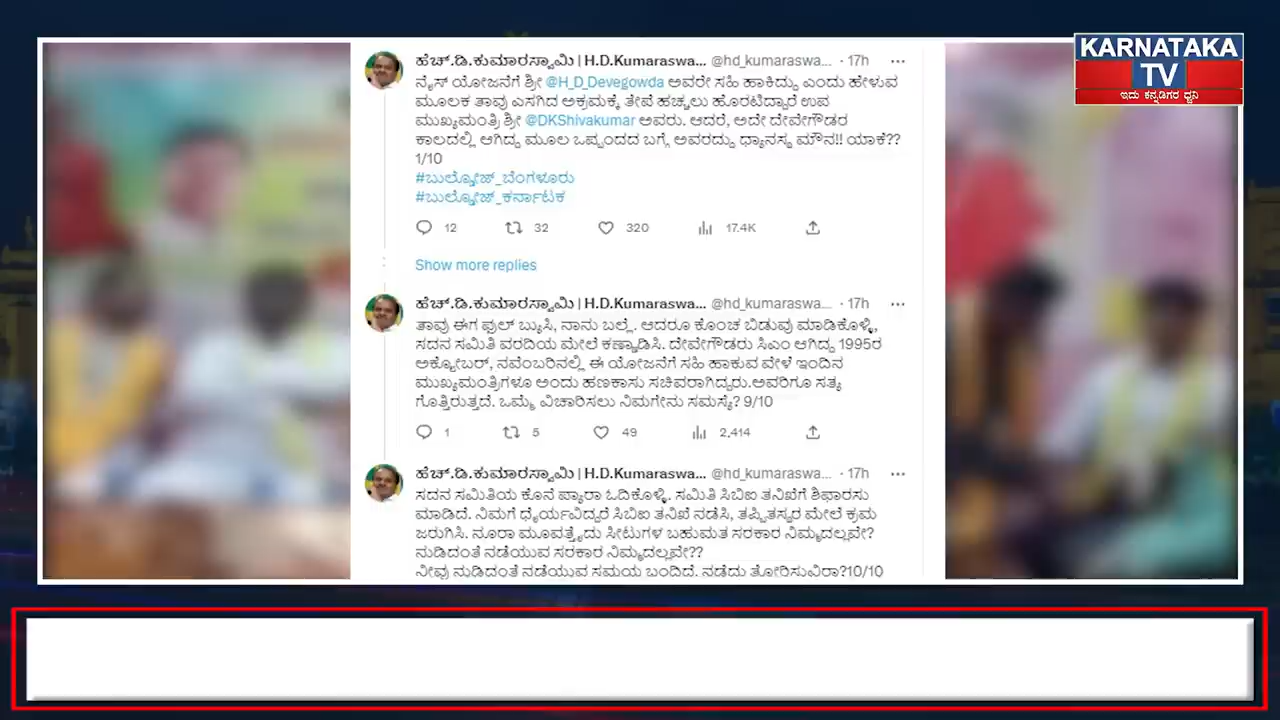 KARNATAKA
TV
ಇದು ಕನ್ನಡಿಗರ ಧ್ವನಿ
ಹೆಚ್.ಡಿ.ಕುಮಾರಸ್ವಾಮಿ | H.D.Kumaraswa... @hd_kumaraswa... · 17h
ನೈಸ್ ಯೋಜನೆಗೆ ಶ್ರೀ @H_D_Devegowda ಅವರೇ ಸಹಿ ಹಾಕಿದ್ದು ಎಂದು ಹೇಳುವ
ಮೂಲಕ ತಾವು ಎಸಗಿದ ಅಕ್ರಮಕ್ಕೆ ತೇಪೆ ಹಚ್ಚಲು ಹೊರಟಿದ್ದಾರೆ ಉಪ
ಮುಖ್ಯಮಂತ್ರಿ ಶ್ರೀ @DKShivakumar ಅವರು. ಆದರೆ, ಅದೇ ದೇವೇಗೌಡರ
ಕಾಲದಲ್ಲಿ ಆಗಿದ್ದ ಮೂಲ ಒಪ್ಪಂದದ ಬಗ್ಗೆ ಅವರದ್ದು ಧ್ಯಾನಸ್ಥ ಮೌನ!! ಯಾಕೆ??
1/10
#ಬುಲ್ಡೋಜ್_ಬೆಂಗಳೂರು
#ಬುಲ್ಡೋಜ್_ಕರ್ನಾಟಕ
12 32 320 17.4K
Show more replies
ಹೆಚ್.ಡಿ.ಕುಮಾರಸ್ವಾಮಿ | H.D.Kumaraswa... @hd_kumaraswa... · 17h
ತಾವು ಈಗ ಫುಲ್ ಬ್ಯುಸಿ, ನಾನು ಬಲ್ಲೆ. ಆದರೂ ಕೊಂಚ ಬಿಡುವು ಮಾಡಿಕೊಳ್ಳಿ,
ಸದನ ಸಮಿತಿ ವರದಿಯ ಮೇಲೆ ಕಣ್ಣಾಡಿಸಿ. ದೇವೇಗೌಡರು ಸಿಎಂ ಆಗಿದ್ದ 1995ರ
ಅಕ್ಟೋಬರ್, ನವೆಂಬರಿನಲ್ಲಿ ಈ ಯೋಜನೆಗೆ ಸಹಿ ಹಾಕುವ ವೇಳೆ ಇಂದಿನ
ಮುಖ್ಯಮಂತ್ರಿಗಳೂ ಅಂದು ಹಣಕಾಸು ಸಚಿವರಾಗಿದ್ದರು.ಅವರಿಗೂ ಸತ್ಯ
ಗೊತ್ತಿರುತ್ತದೆ. ಒಮ್ಮೆ ವಿಚಾರಿಸಲು ನಿಮಗೇನು ಸಮಸ್ಯೆ? 9/10
1 5 49 2,414
ಹೆಚ್.ಡಿ.ಕುಮಾರಸ್ವಾಮಿ | H.D.Kumaraswa... @hd_kumaraswa... · 17h
ಸದನ ಸಮಿತಿಯ ಕೊನೆ ಪ್ಯಾರಾ ಓದಿಕೊಳ್ಳಿ. ಸಮಿತಿ ಸಿಬಿಐ ತನಿಖೆಗೆ ಶಿಫಾರಸು
ಮಾಡಿದೆ. ನಿಮಗೆ ಧೈರ್ಯವಿದ್ದರೆ ಸಿಬಿಐ ತನಿಖೆ ನಡೆಸಿ, ತಪ್ಪಿತಸ್ಥರ ಮೇಲೆ ಕ್ರಮ
ಜರುಗಿಸಿ. ನೂರಾ ಮೂವತ್ತೈದು ಸೀಟುಗಳ ಬಹುಮತ ಸರಕಾರ ನಿಮ್ಮದಲ್ಲವೇ?
ನುಡಿದಂತೆ ನಡೆಯುವ ಸರಕಾರ ನಿಮ್ಮದಲ್ಲವೇ??
ನೀವು ನುಡಿದಂತೆ ನಡೆಯುವ ಸಮಯ ಬಂದಿದೆ. ನಡೆದು ತೋರಿಸುವಿರಾ?10/10